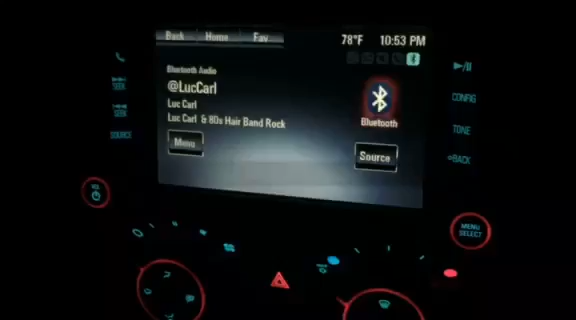 Back Home Fav
78°F 10:53 PM
Bluetooth Audio
@LucCarl
Luc Carl
Luc Carl & 80s Hair Band Rock
Bluetooth
Menu
Source
SEEK
SEEK
SOURCE
CONFIG
TONE
BACK
MENU
SELECT